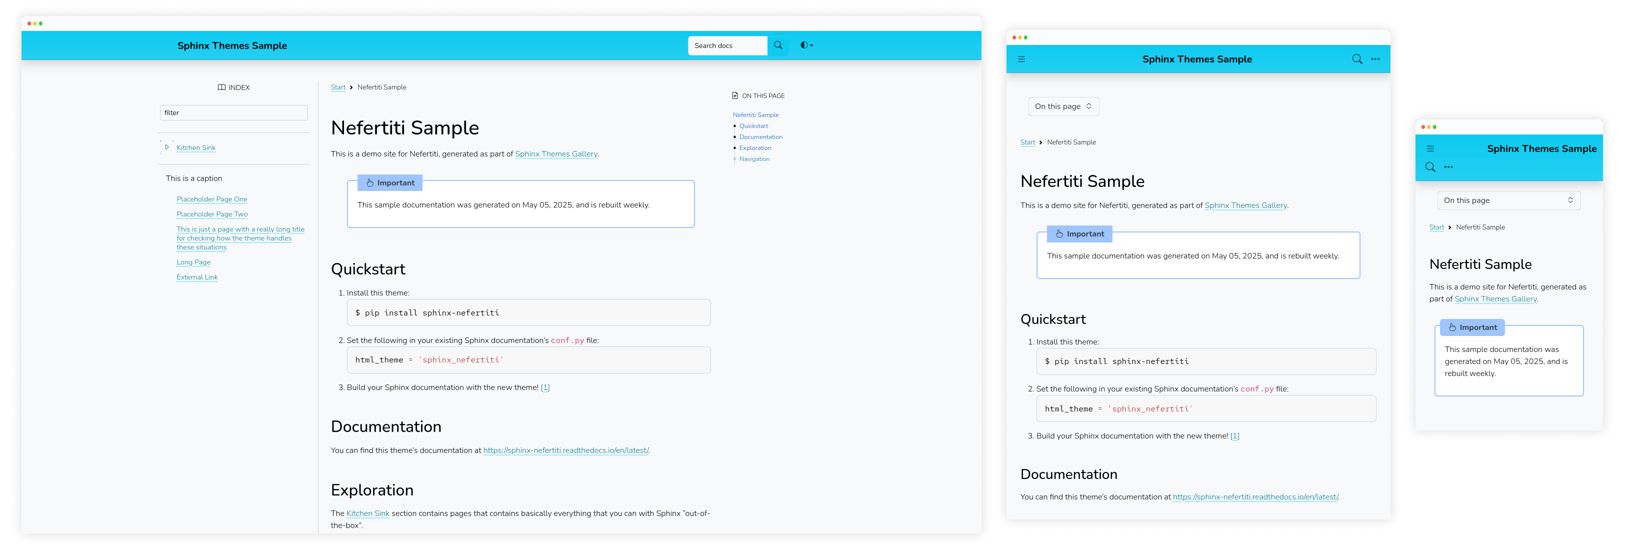 Sphinx Themes Sample
Search docs
INDEX
filter
Kitchen Sink
This is a caption
Placeholder Page One
Placeholder Page Two
This is just a page with a really long title
for checking how the theme handles
these situations
Long Page
External Link
Start Nefertiti Sample
Nefertiti Sample
This is a demo site for Nefertiti, generated as part of Sphinx Themes Gallery.
Important
This sample documentation was generated on May 05, 2025, and is rebuilt weekly.
Quickstart
1. Install this theme:
$ pip install sphinx-nefertiti
2. Set the following in your existing Sphinx documentation's conf.py file:
html_theme = 'sphinx_nefertiti'
3. Build your Sphinx documentation with the new theme! [1]
Documentation
You can find this theme's documentation at https://sphinx-nefertiti.readthedocs.io/en/latest/.
Exploration
The Kitchen Sink section contains pages that contains basically everything that you can with Sphinx "out-of-
the-box".
ON THIS PAGE
Nefertiti Sample
Quickstart
Documentation
Exploration
Navigation
Sphinx Themes Sample
On this page
Start Nefertiti Sample
Nefertiti Sample
This is a demo site for Nefertiti, generated as part of Sphinx Themes Gallery.
Important
This sample documentation was generated on May 05, 2025, and is rebuilt weekly.
Quickstart
1. Install this theme:
$ pip install sphinx-nefertiti
2. Set the following in your existing Sphinx documentation's conf.py file:
html_theme = 'sphinx_nefertiti'
3. Build your Sphinx documentation with the new theme! [1]
Documentation
You can find this theme's documentation at https://sphinx-nefertiti.readthedocs.io/en/latest/.
Sphinx Themes Sample
On this page
Start Nefertiti Sample
Nefertiti Sample
This is a demo site for Nefertiti, generated as
part of Sphinx Themes Gallery.
Important
This sample documentation was
generated on May 05, 2025, and is
rebuilt weekly.